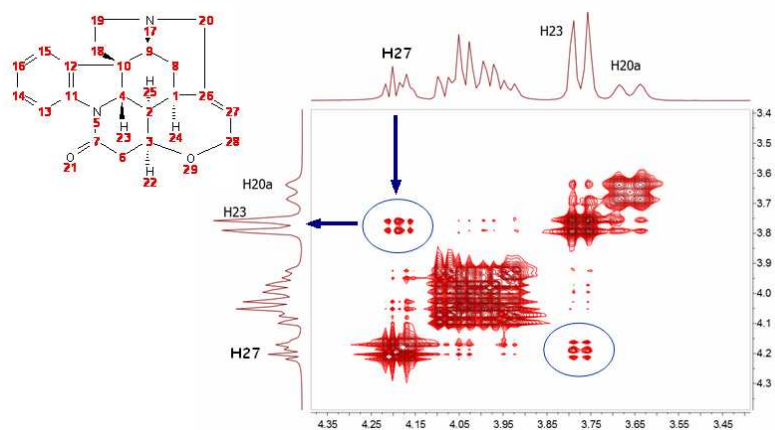 19 N 20
17
15 18 9 8
16 12 10 H
11 4 25 1 26
14 13 N 2 27
5 H H
7 23 3 24 28
O 6 O
21 H 29
22
H27
H23
H20a
H20a
H23
H27
3.4
3.5
3.6
3.7
3.8
3.9
4.0
4.1
4.2
4.3
4.35 4.25 4.15 4.05 3.95 3.85 3.75 3.65 3.55 3.45